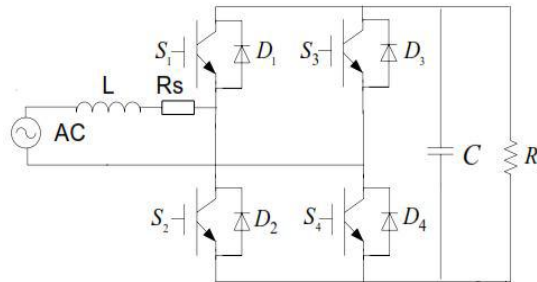 S₁ D₁ S₃ D₃
L Rs
AC
C R
S₂ D₂ S₄ D₄